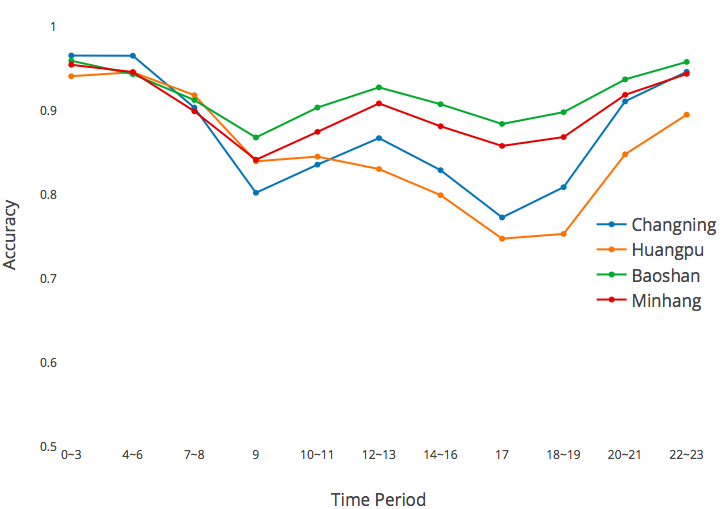 1
0.9
0.8
0.7
0.6
0.5
Accuracy
0~3 4~6 7~8 9 10~11 12~13 14~16 17 18~19 20~21 22~23
Time Period
Changning
Huangpu
Baoshan
Minhang